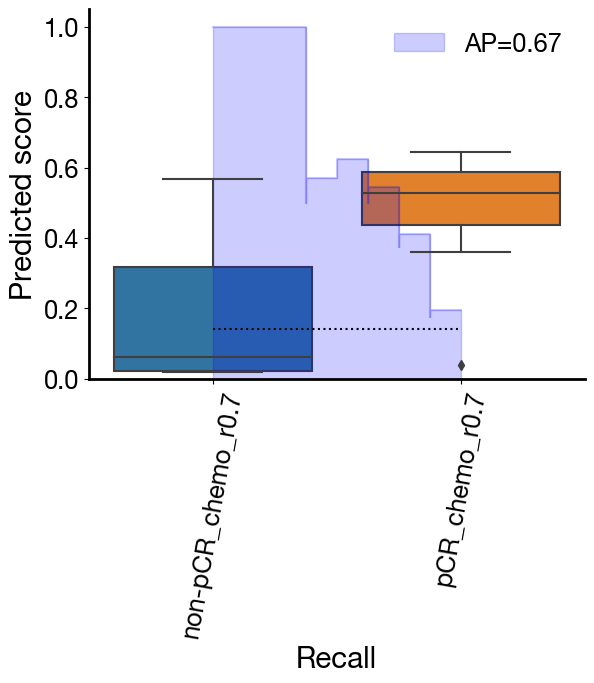 1.0
0.8
0.6
0.4
0.2
0.0
Predicted score
AP=0.67
non-pCR_chemo_r0.7
pCR_chemo_r0.7
Recall